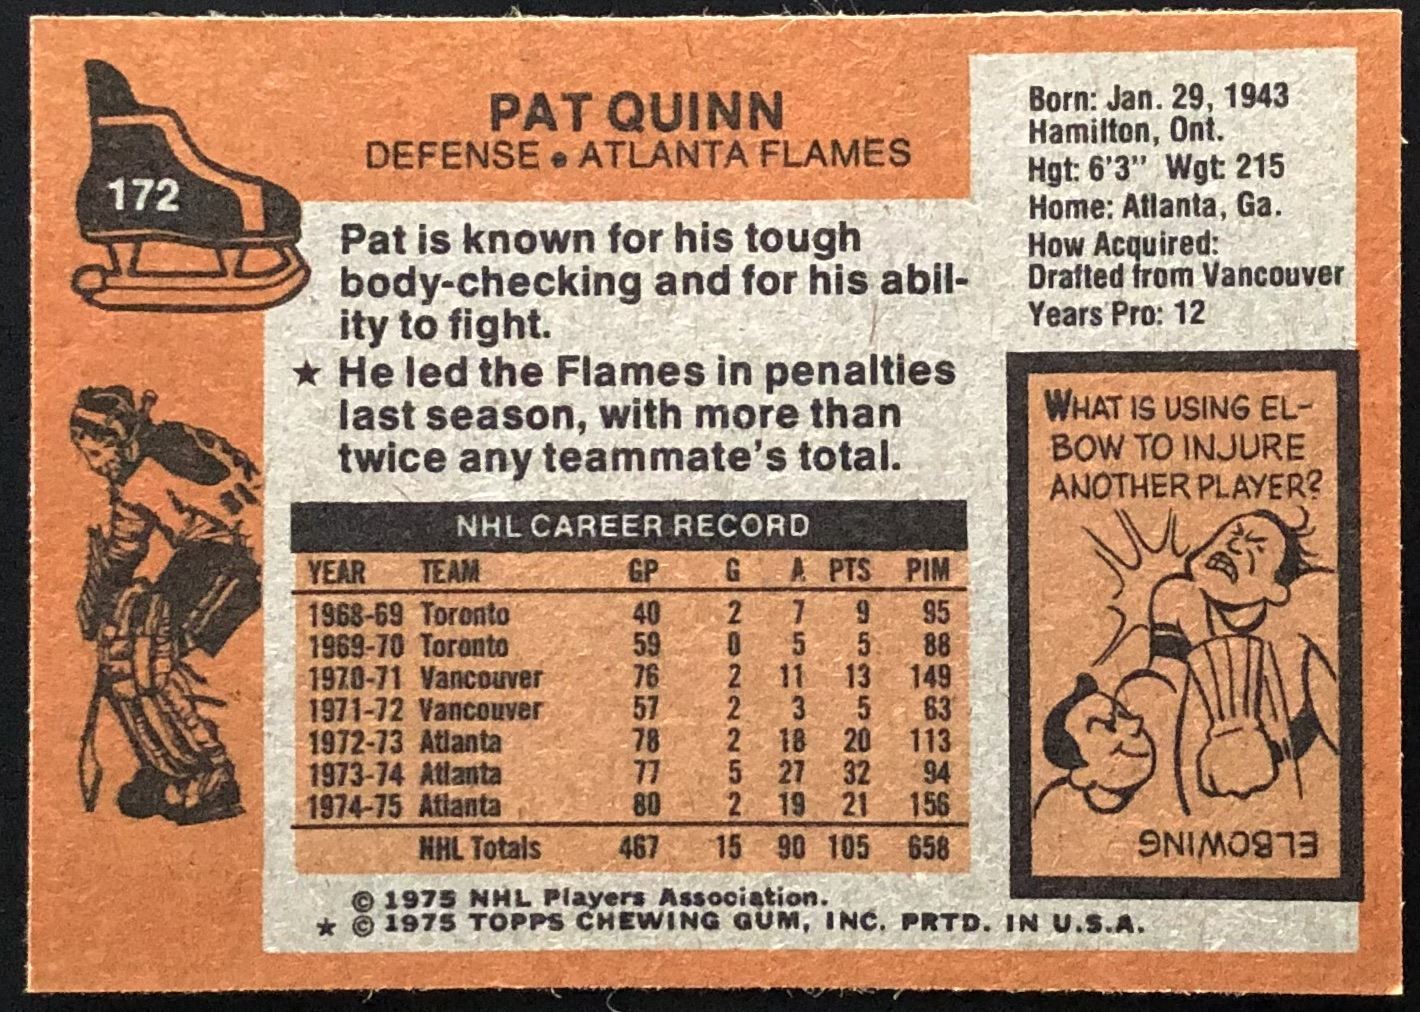 172
PAT QUINN
DEFENSE • ATLANTA FLAMES
Born: Jan. 29, 1943
Hamilton, Ont.
Hgt: 6'3" Wgt: 215
Home: Atlanta, Ga.
How Acquired:
Drafted from Vancouver
Years Pro: 12
Pat is known for his tough
body-checking and for his abil-
ity to fight.
★ He led the Flames in penalties
last season, with more than
twice any teammate's total.
NHL CAREER RECORD
YEAR TEAM GP G A PTS PIM
1968-69 Toronto 40 2 7 9 95
1969-70 Toronto 59 0 5 5 88
1970-71 Vancouver 76 2 11 13 149
1971-72 Vancouver 57 2 3 5 63
1972-73 Atlanta 78 2 18 20 113
1973-74 Atlanta 77 5 27 32 94
1974-75 Atlanta 80 2 19 21 156
NHL Totals 467 15 90 105 658
WHAT IS USING EL-
BOW TO INJURE
ANOTHER PLAYER?
ELBOWING
© 1975 NHL Players Association.
★ © 1975 TOPPS CHEWING GUM, INC. PRTD. IN U.S.A.